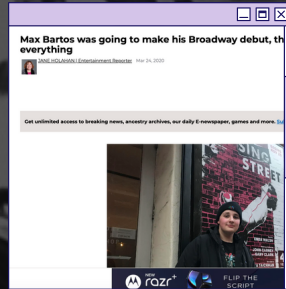 Max Bartos was going to make his Broadway debut, th
everything
JANE HOLAHAN | Entertainment Reporter Mar 24, 2020
Get unlimited access to breaking news, ancestry archives, our daily E-newspaper, games and more.
SING
STREET
NEW
razr+
FLIP THE
SCRIPT